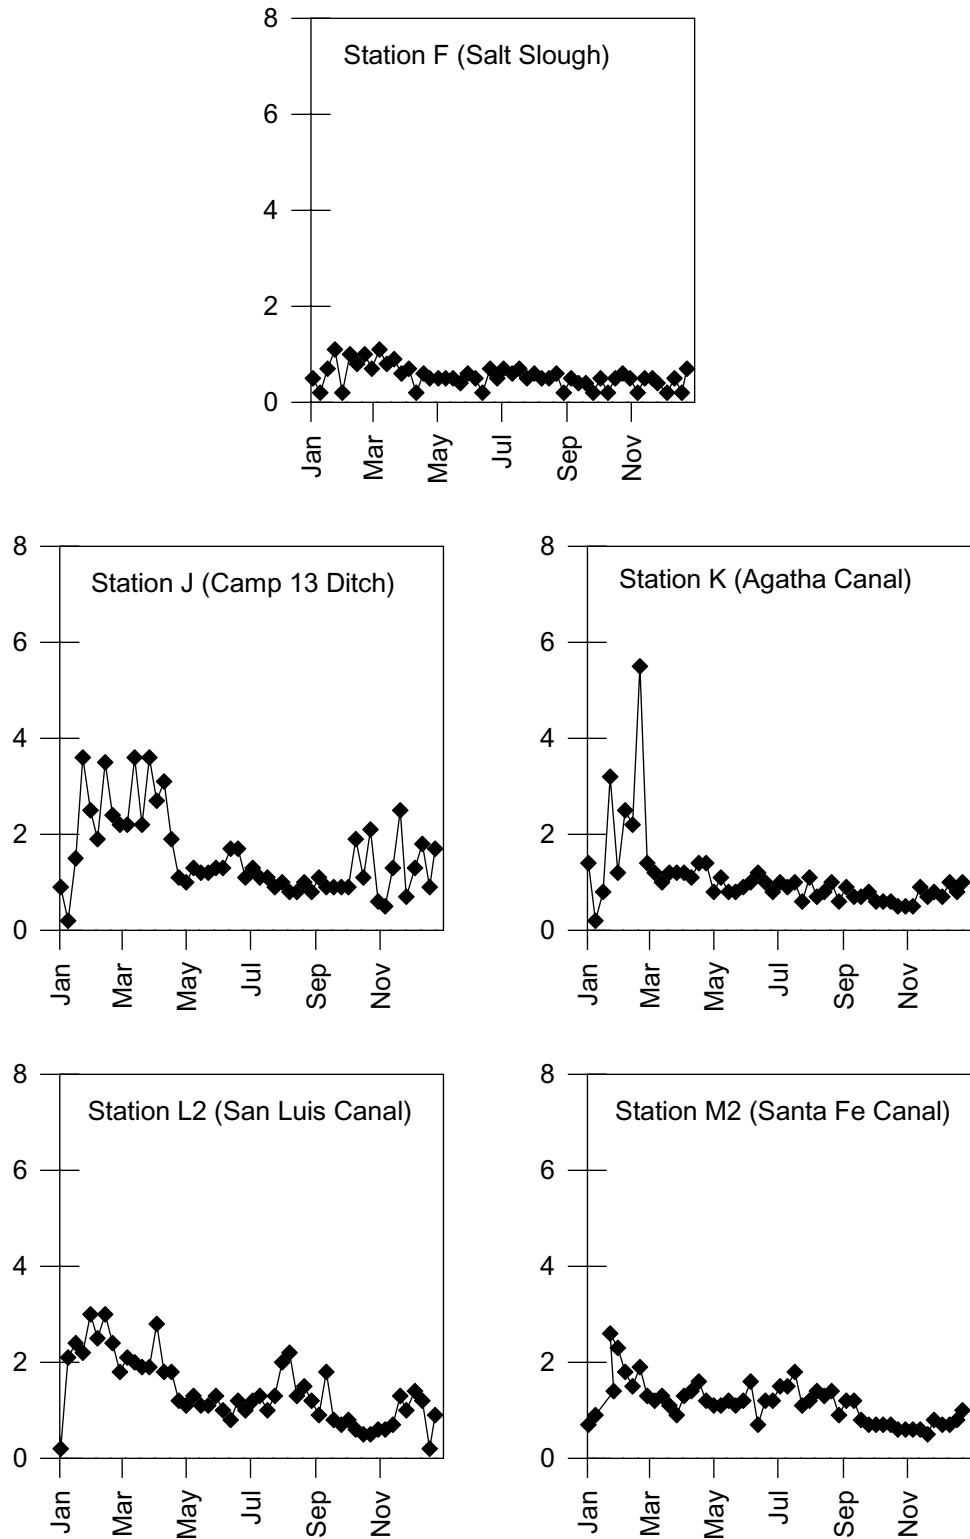 8
Station F (Salt Slough)
6
4
2
0
Jan
Mar
May
Jul
Sep
Nov
8
Station J (Camp 13 Ditch)
6
4
2
0
Jan
Mar
May
Jul
Sep
Nov
8
Station K (Agatha Canal)
6
4
2
0
Jan
Mar
May
Jul
Sep
Nov
8
Station L2 (San Luis Canal)
6
4
2
0
Jan
Mar
May
Jul
Sep
Nov
8
Station M2 (Santa Fe Canal)
6
4
2
0
Jan
Mar
May
Jul
Sep
Nov